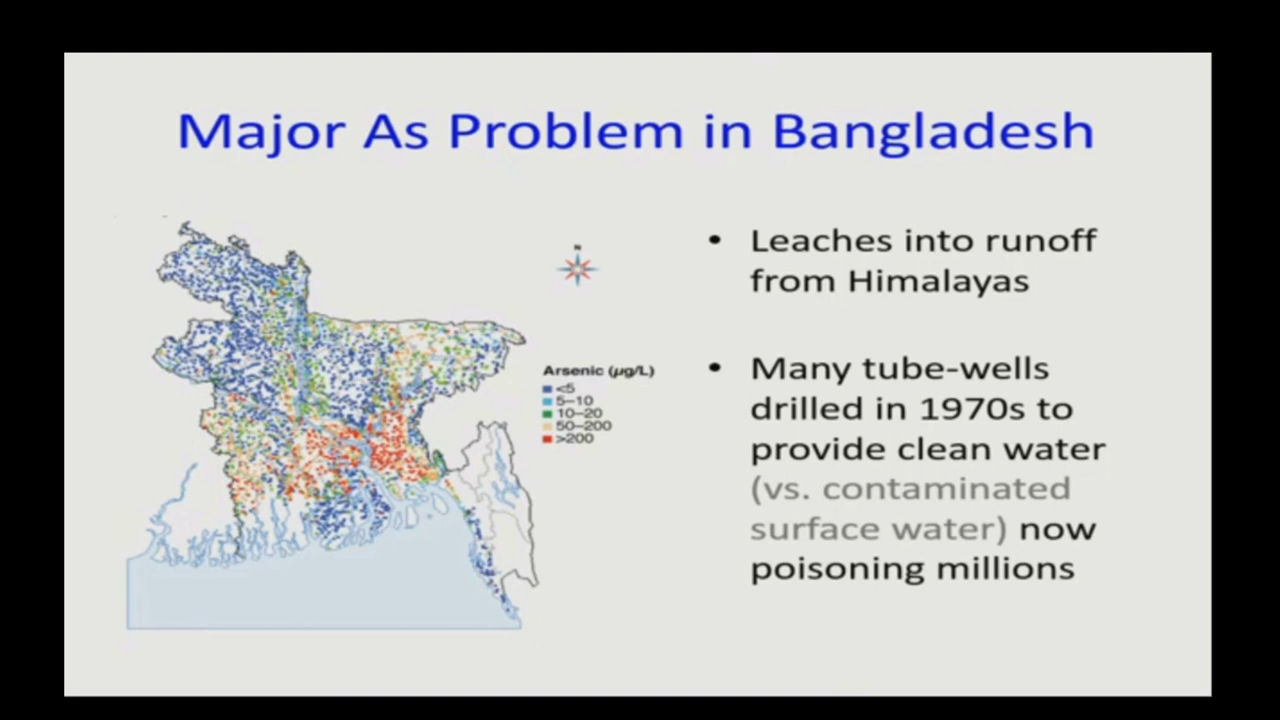 Major As Problem in Bangladesh
• Leaches into runoff
from Himalayas
• Many tube-wells
drilled in 1970s to
provide clean water
(vs. contaminated
surface water) now
poisoning millions
N
Arsenic (µg/L)
<5
5–10
10–20
50–200
>200